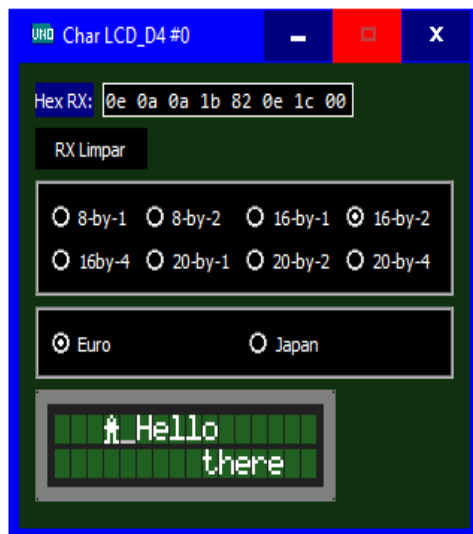 UNO Char LCD_D4 #0
Hex RX: 0e 0a 0a 1b 82 0e 1c 00
RX Limpar
8-by-1 8-by-2 16-by-1 16-by-2
16by-4 20-by-1 20-by-2 20-by-4
Euro Japan
_Hello
there